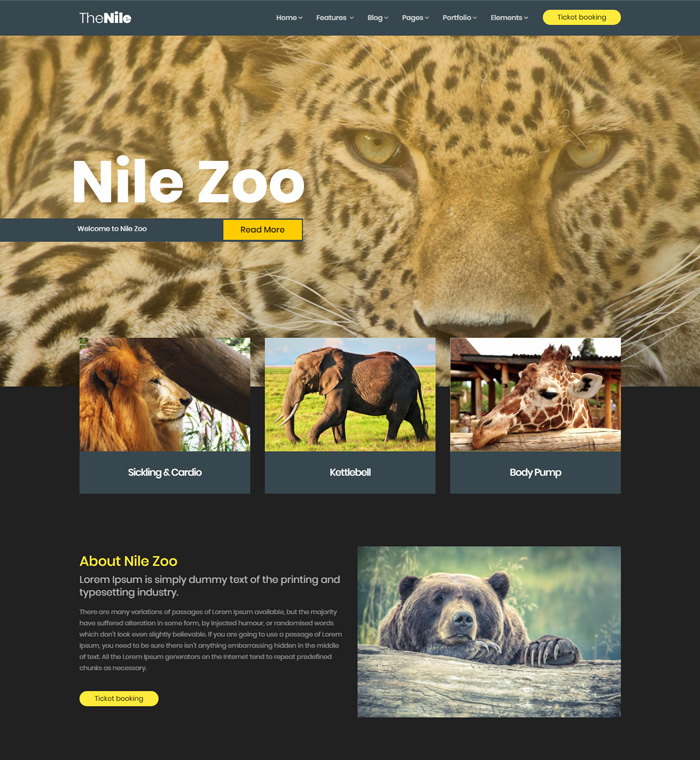 TheNile
Home Features Blog Pages Portfolio Elements Ticket booking
Nile Zoo
Welcome to Nile Zoo Read More
Sickling & Cardio Kettlebell Body Pump
About Nile Zoo
Lorem Ipsum is simply dummy text of the printing and
typesetting industry.
There are many variations of passages of Lorem Ipsum available, but the majority
have suffered alteration in some form, by injected humour, or randomised words
which don't look even slightly believable. If you are going to use a passage of Lorem
Ipsum, you need to be sure there isn't anything embarrassing hidden in the middle
of text. All the Lorem Ipsum generators on the Internet tend to repeat predefined
chunks as necessary.
Ticket booking